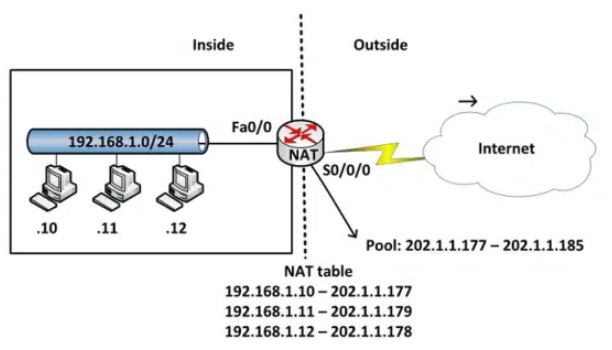 Inside
Outside
192.168.1.0/24
Fa0/0
NAT
S0/0/0
Internet
.10
.11
.12
Pool: 202.1.1.177 – 202.1.1.185
NAT table
192.168.1.10 – 202.1.1.177
192.168.1.11 – 202.1.1.179
192.168.1.12 – 202.1.1.178